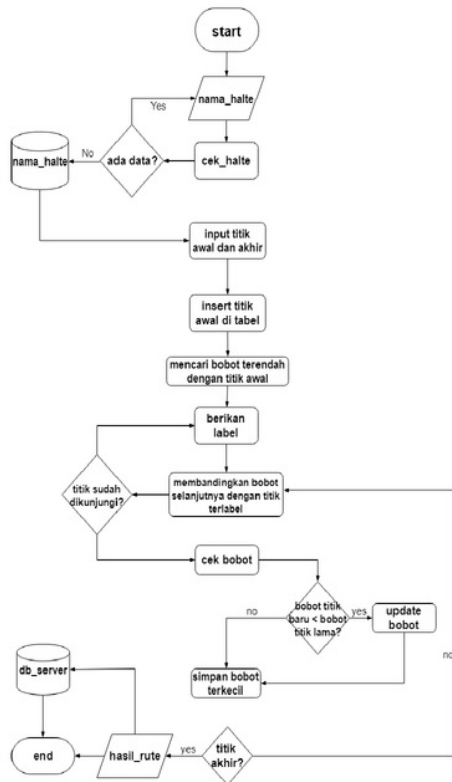 start
nama_halte
Yes
nama_halte
No
ada data?
cek_halte
input titik
awal dan akhir
insert titik
awal di tabel
mencari bobot terendah
dengan titik awal
berikan
label
titik sudah
dikunjungi?
membandingkan bobot
selanjutnya dengan titik
terlabel
cek bobot
bobot titik
baru < bobot
titik lama?
no
yes
update
bobot
no
db_server
simpan bobot
terkecil
end
hasil_rute
yes
titik
akhir?